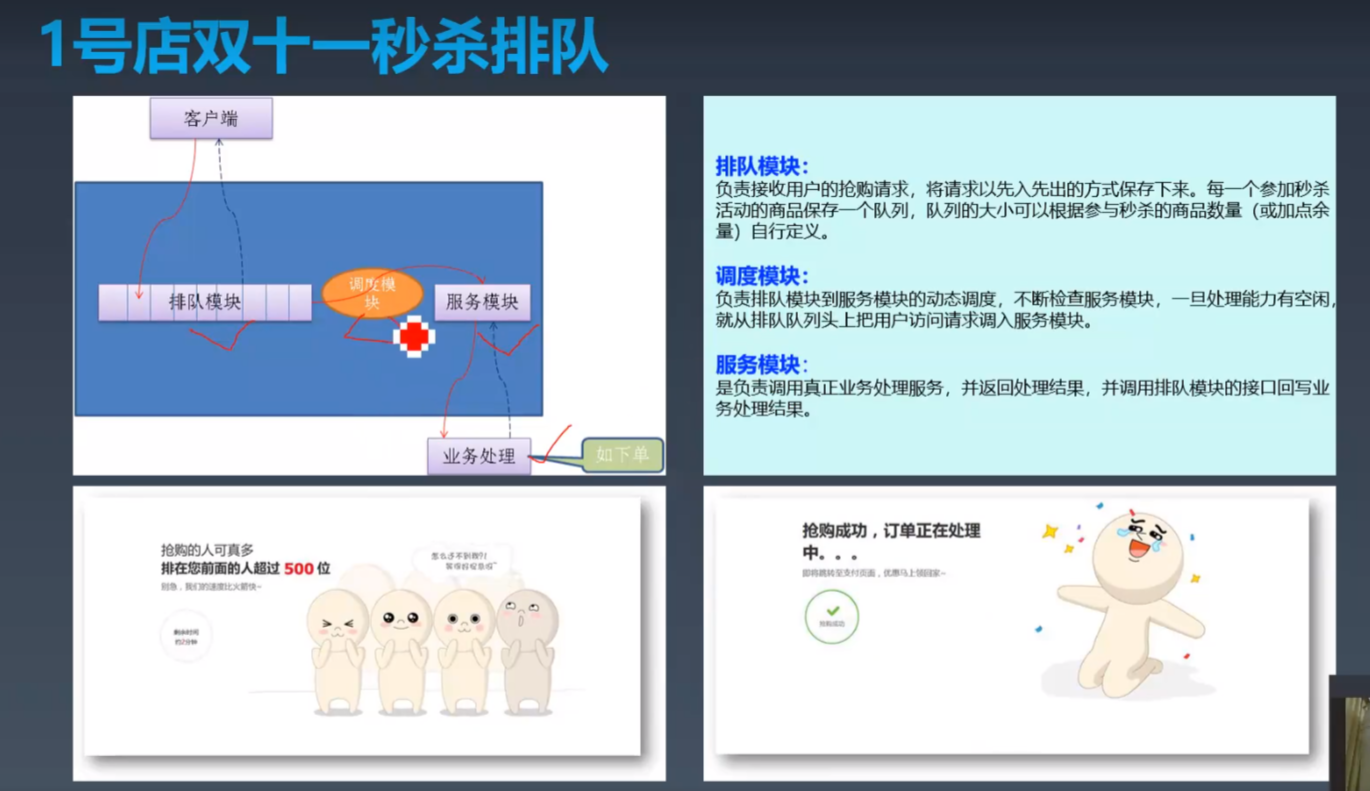 1号店双十一秒杀排队
客户端
排队模块
调度模
块
服务模块
业务处理
如下单
排队模块：
负责接收用户的抢购请求，将请求以先入先出的方式保存下来。每一个参加秒杀
活动的商品保存一个队列，队列的大小可以根据参与秒杀的商品数量（或加点余
量）自行定义。
调度模块：
负责排队模块到服务模块的动态调度，不断检查服务模块，一旦处理能力有空闲，
就从排队队列头上把用户访问请求调入服务模块。
服务模块：
是负责调用真正业务处理服务，并返回处理结果，并调用排队模块的接口回写业
务处理结果。
抢购的人可真多
排在您前面的人超过 500 位
别急，我们的速度比火箭快~
剩余时间
约2分钟
怎么还不到我?!
抢购成功，订单正在处理
中。。。
即将跳转至支付页面，优惠马上领回家~
抢购成功